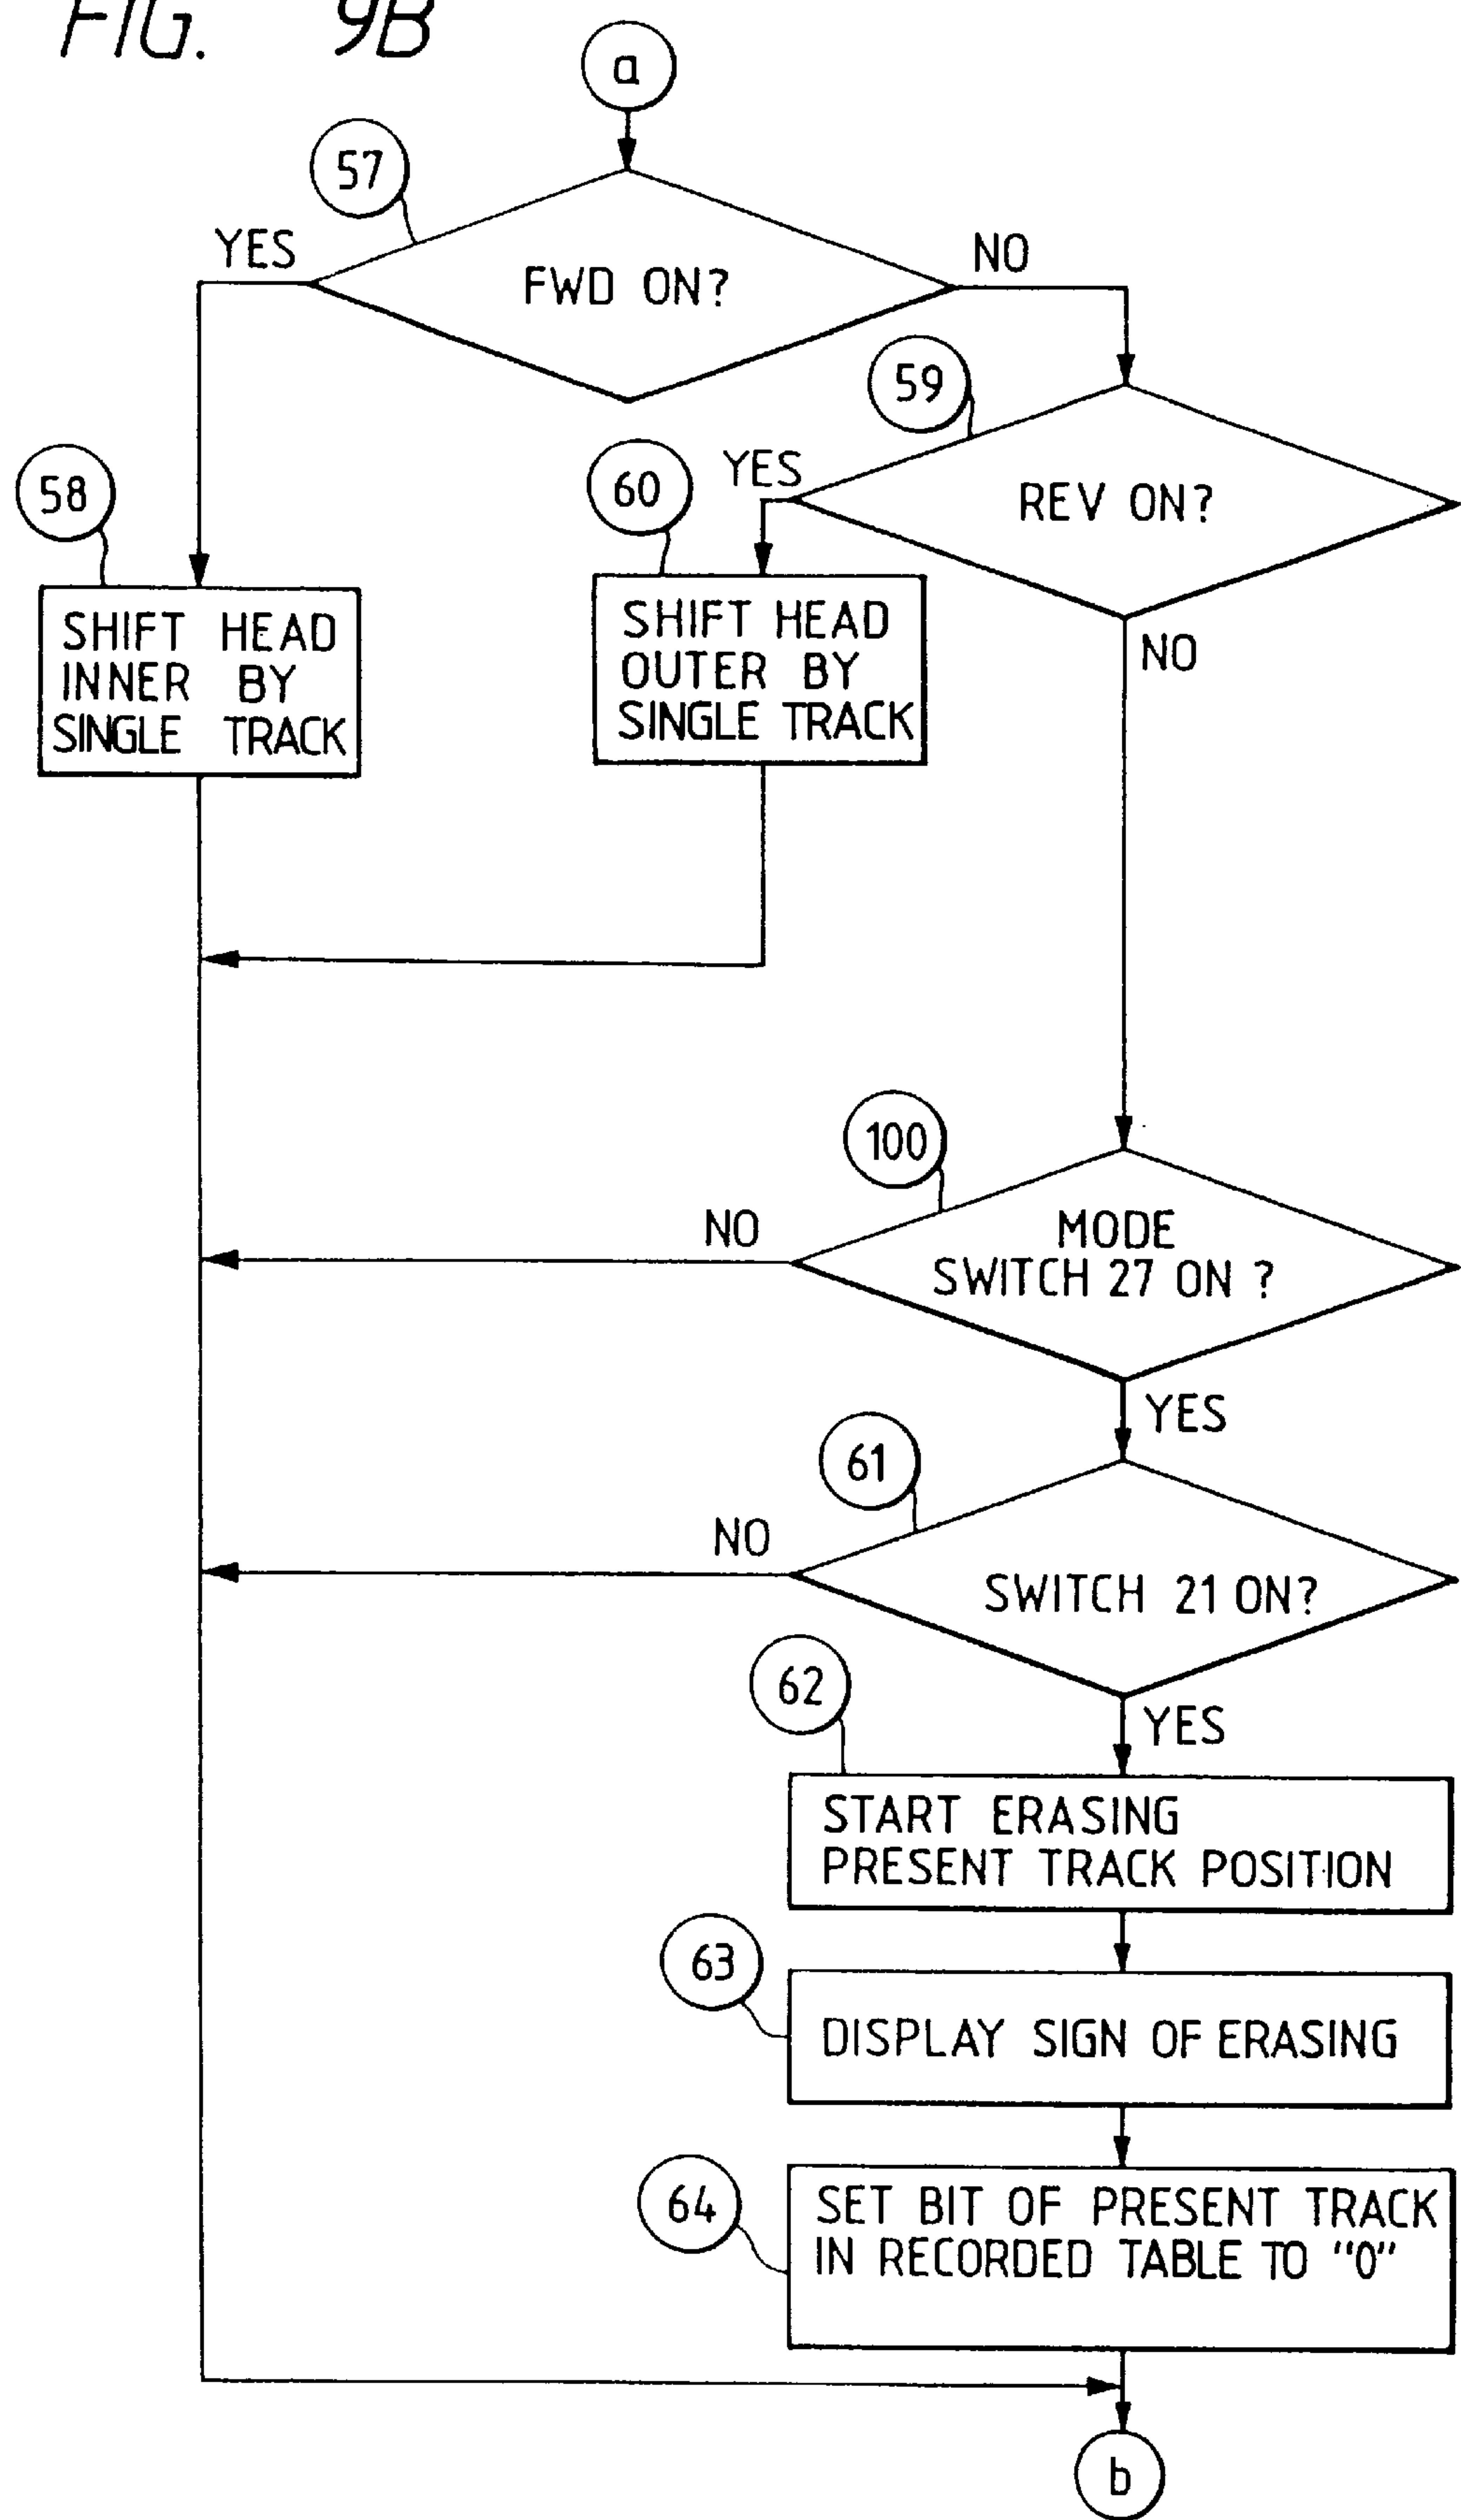 FIG. 9B
a
57
YES
FWD ON?
NO
59
58
60
YES
REV ON?
SHIFT HEAD
INNER BY
SINGLE TRACK
SHIFT HEAD
OUTER BY
SINGLE TRACK
NO
100
NO
MODE
SWITCH 27 ON ?
YES
61
NO
SWITCH 21 ON?
62
YES
START ERASING
PRESENT TRACK POSITION
63
DISPLAY SIGN OF ERASING
64
SET BIT OF PRESENT TRACK
IN RECORDED TABLE TO "0"
b